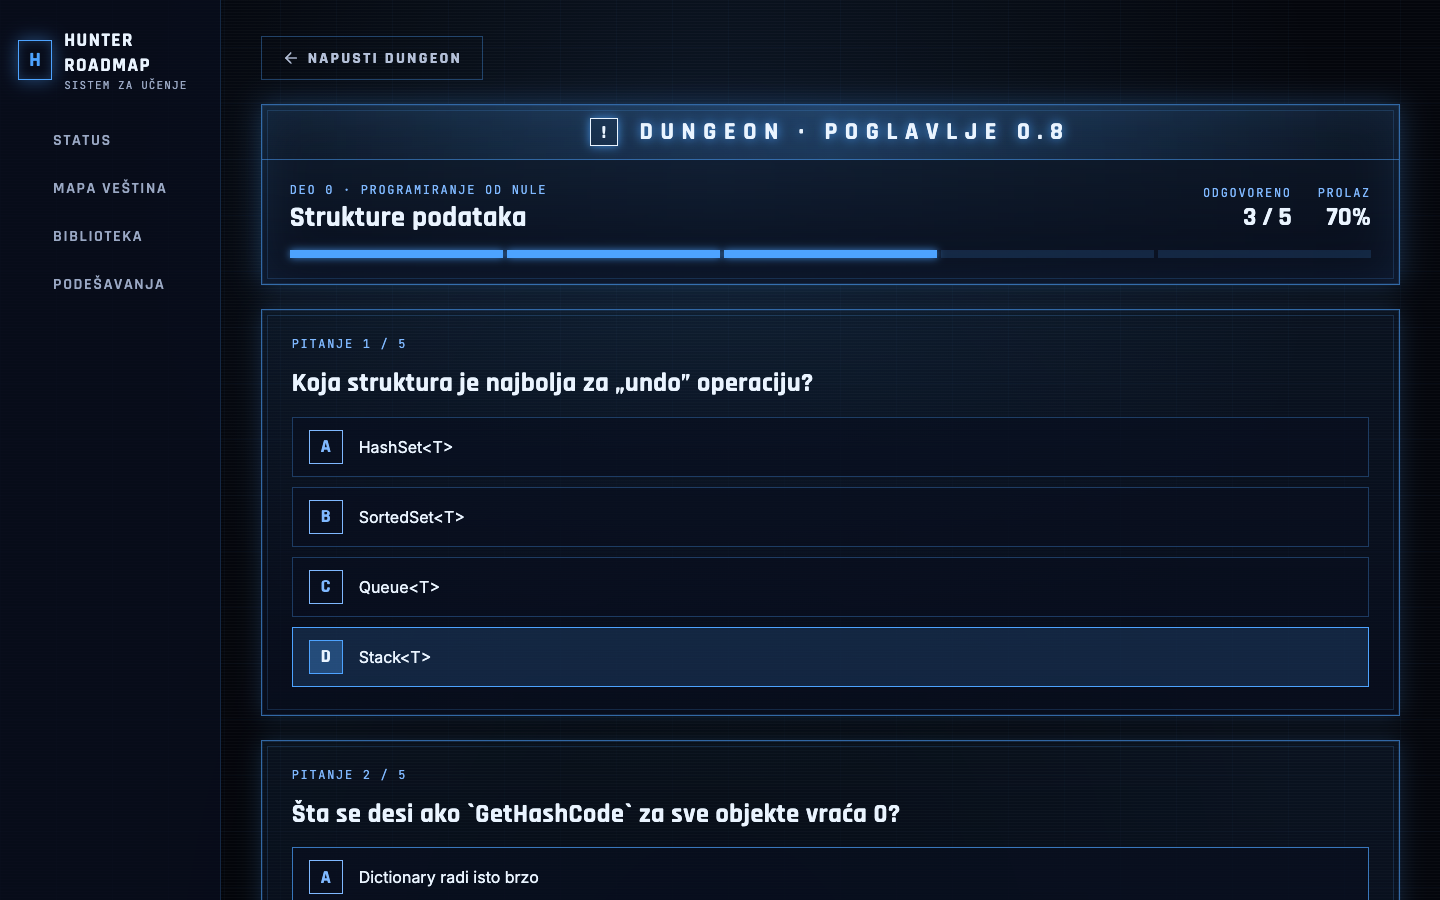 H
HUNTER
ROADMAP
SISTEM ZA UČENJE
STATUS
MAPA VEŠTINA
BIBLIOTEKA
PODEŠAVANJA
← NAPUSTI DUNGEON
! DUNGEON · POGLAVLJE 0.8
DEO 0 · PROGRAMIRANJE OD NULE
Strukture podataka
ODGOVORENO
3 / 5
PROLAZ
70%
PITANJE 1 / 5
Koja struktura je najbolja za „undo” operaciju?
A HashSet<T>
B SortedSet<T>
C Queue<T>
D Stack<T>
PITANJE 2 / 5
Šta se desi ako `GetHashCode` za sve objekte vraća 0?
A Dictionary radi isto brzo